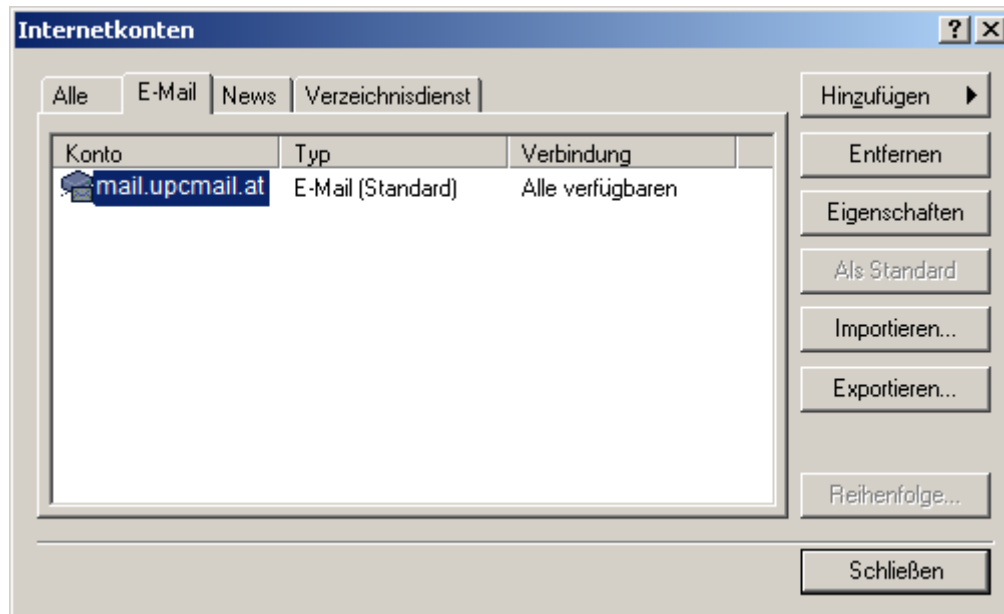 Internetkonten
Alle E-Mail News Verzeichnisdienst
Konto Typ Verbindung
mail.upcmail.at E-Mail (Standard) Alle verfügbaren
Hinzufügen
Entfernen
Eigenschaften
Als Standard
Importieren...
Exportieren...
Reihenfolge...
Schließen